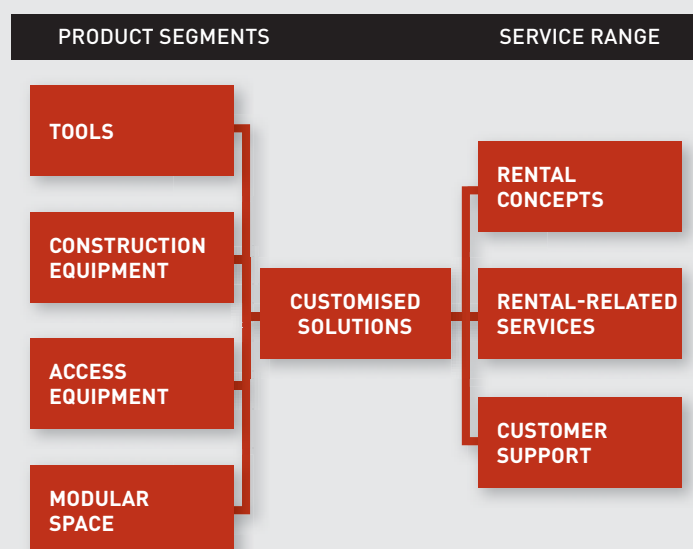 PRODUCT SEGMENTS
SERVICE RANGE
TOOLS
CONSTRUCTION
EQUIPMENT
ACCESS
EQUIPMENT
MODULAR
SPACE
CUSTOMISED
SOLUTIONS
RENTAL
CONCEPTS
RENTAL-RELATED
SERVICES
CUSTOMER
SUPPORT